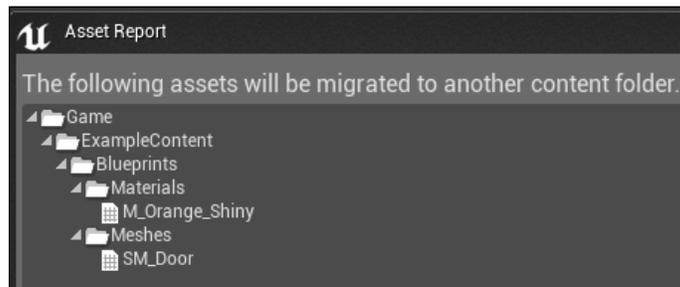 Asset Report
The following assets will be migrated to another content folder.
Game
ExampleContent
Blueprints
Materials
M_Orange_Shiny
Meshes
SM_Door